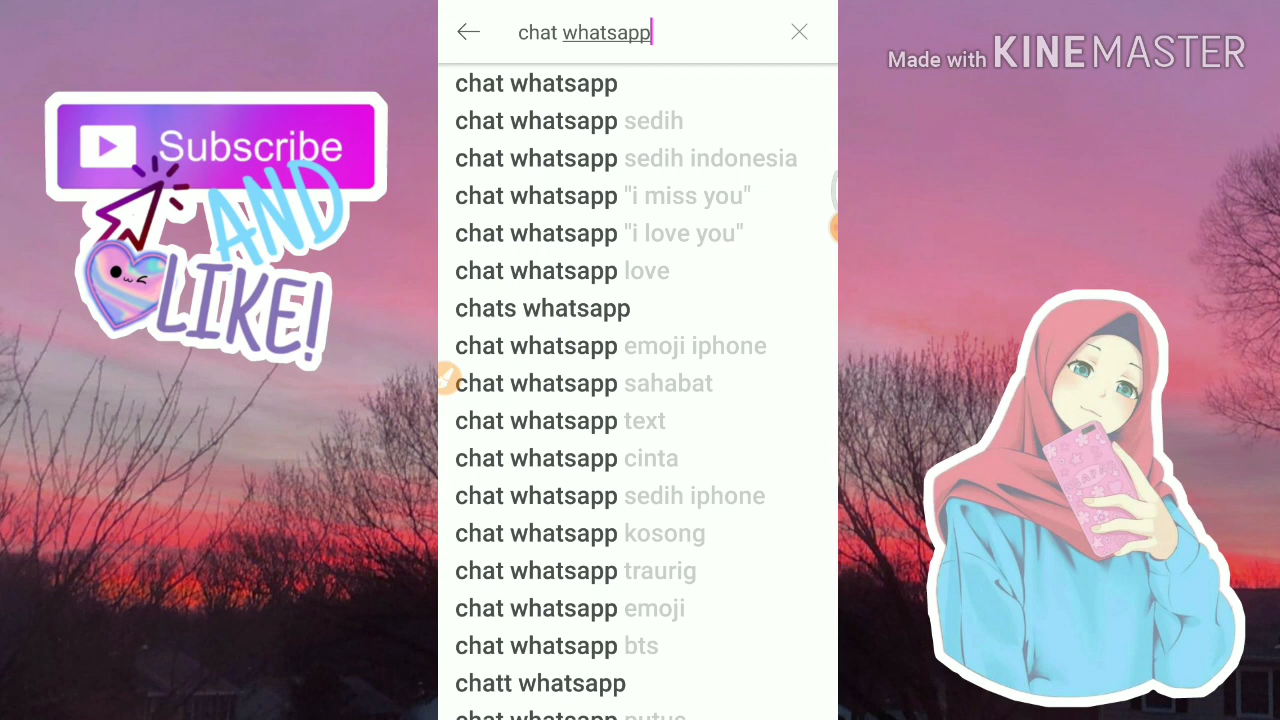 chat whatsapp
Made with KINEMASTER
Subscribe
AND
LIKE!
chat whatsapp
chat whatsapp sedih
chat whatsapp sedih indonesia
chat whatsapp "i miss you"
chat whatsapp "i love you"
chat whatsapp love
chats whatsapp
chat whatsapp emoji iphone
chat whatsapp sahabat
chat whatsapp text
chat whatsapp cinta
chat whatsapp sedih iphone
chat whatsapp kosong
chat whatsapp traurig
chat whatsapp emoji
chat whatsapp bts
chatt whatsapp
chat whatsapp putus